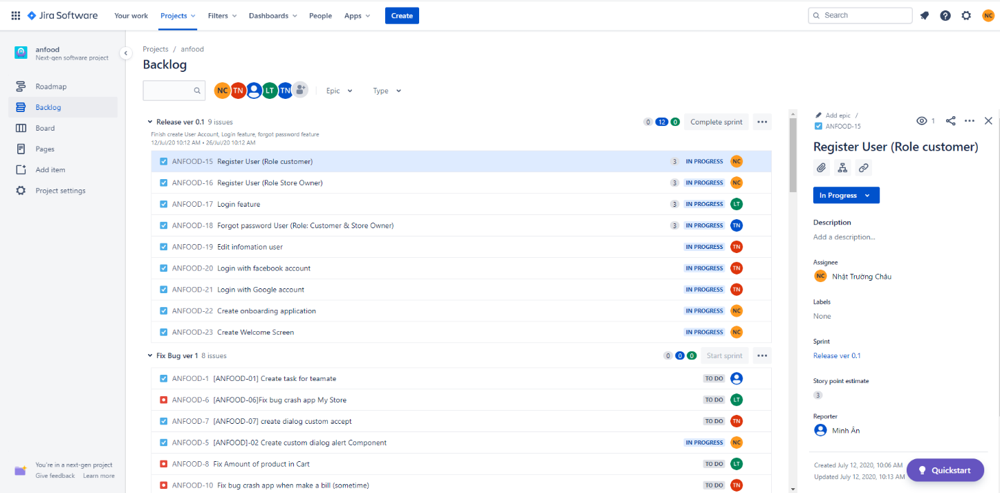 Jira Software Your work Projects Filters Dashboards People Apps Create Search NC
anfood
Next-gen software project
Roadmap
Backlog
Board
Pages
Add item
Project settings
You're in a next-gen project
Give feedback Learn more
Projects / anfood
Backlog
NC TN LT TN Epic Type
Release ver 0.1 9 issues 0 12 0 Complete sprint
Finish create User Account, Login feature, forgot password feature
12/Jul/20 10:12 AM • 26/Jul/20 10:12 AM
ANFOOD-15 Register User (Role customer) 3 IN PROGRESS NC
ANFOOD-16 Register User (Role Store Owner) 3 IN PROGRESS NC
ANFOOD-17 Login feature 3 IN PROGRESS LT
ANFOOD-18 Forgot password User (Role: Customer & Store Owner) 3 IN PROGRESS TN
ANFOOD-19 Edit infomation user IN PROGRESS TN
ANFOOD-20 Login with facebook account IN PROGRESS TN
ANFOOD-21 Login with Google account IN PROGRESS TN
ANFOOD-22 Create onboarding application IN PROGRESS NC
ANFOOD-23 Create Welcome Screen IN PROGRESS NC
Fix Bug ver 1 8 issues 0 0 0 Start sprint
ANFOOD-1 [ANFOOD-01] Create task for teamate TO DO
ANFOOD-6 [ANFOOD-06]Fix bug crash app My Store TO DO LT
ANFOOD-7 [ANFOOD-07] create dialog custom accept TO DO TN
ANFOOD-5 [ANFOOD]-02 Create custom dialog alert Component IN PROGRESS NC
ANFOOD-8 Fix Amount of product in Cart TO DO LT
ANFOOD-10 Fix bug crash app when make a bill (sometime) TO DO TN
Add epic /
ANFOOD-15
1
Register User (Role customer)
In Progress
Description
Add a description...
Assignee
NC Nhật Trường Châu
Labels
None
Sprint
Release ver 0.1
Story point estimate
3
Reporter
Minh Ân
Created July 12, 2020, 10:06 AM
Updated July 12, 2020, 10:13 AM
Quickstart